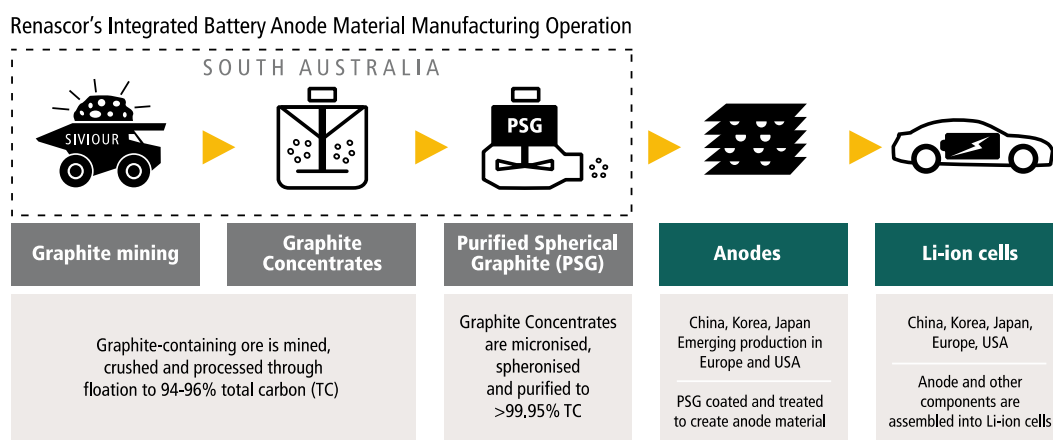 Renascor's Integrated Battery Anode Material Manufacturing Operation
SOUTH AUSTRALIA
SIVIOUR
PSG
Graphite mining
Graphite
Concentrates
Purified Spherical
Graphite (PSG)
Anodes
Li-ion cells
Graphite-containing ore is mined,
crushed and processed through
floation to 94-96% total carbon (TC)
Graphite Concentrates
are micronised,
spheronised
and purified to
>99.95% TC
China, Korea, Japan
Emerging production in
Europe and USA
PSG coated and treated
to create anode material
China, Korea, Japan,
Europe, USA
Anode and other
components are
assembled into Li-ion cells